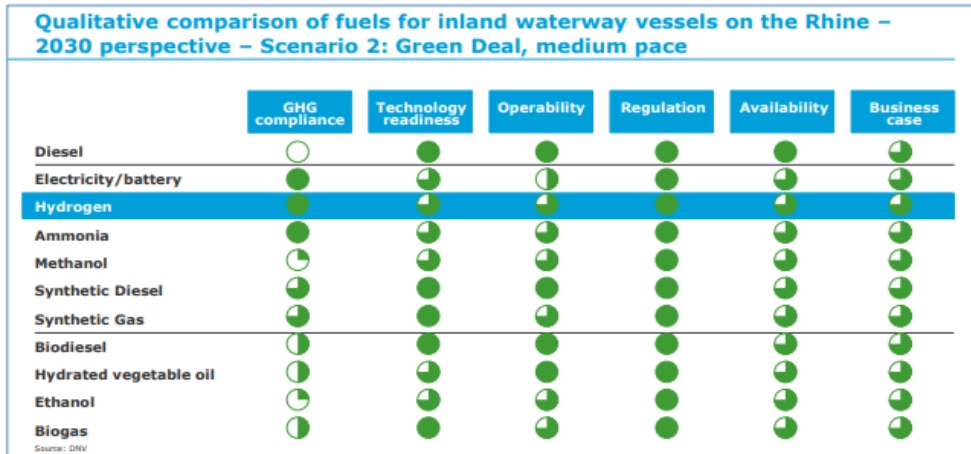 Qualitative comparison of fuels for inland waterway vessels on the Rhine –
2030 perspective – Scenario 2: Green Deal, medium pace
GHG compliance
Technology readiness
Operability
Regulation
Availability
Business case
Diesel
Electricity/battery
Hydrogen
Ammonia
Methanol
Synthetic Diesel
Synthetic Gas
Biodiesel
Hydrated vegetable oil
Ethanol
Biogas
Source: DNV